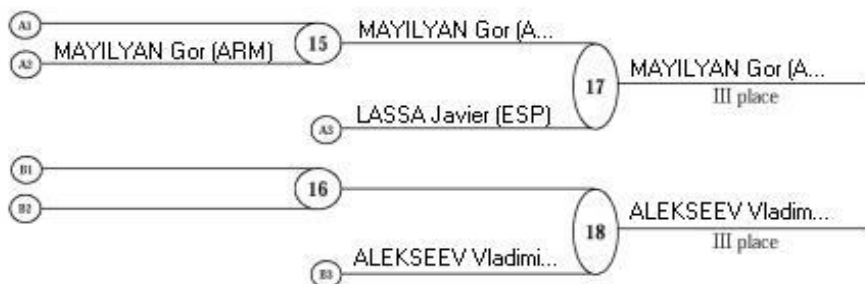 A1
MAYILYAN Gor (ARM)
A2
15
MAYILYAN Gor (A...
LASSA Javier (ESP)
A3
17
MAYILYAN Gor (A...
III place
B1
B2
16
ALEKSEEV Vladimi...
B3
18
ALEKSEEV Vladim...
III place